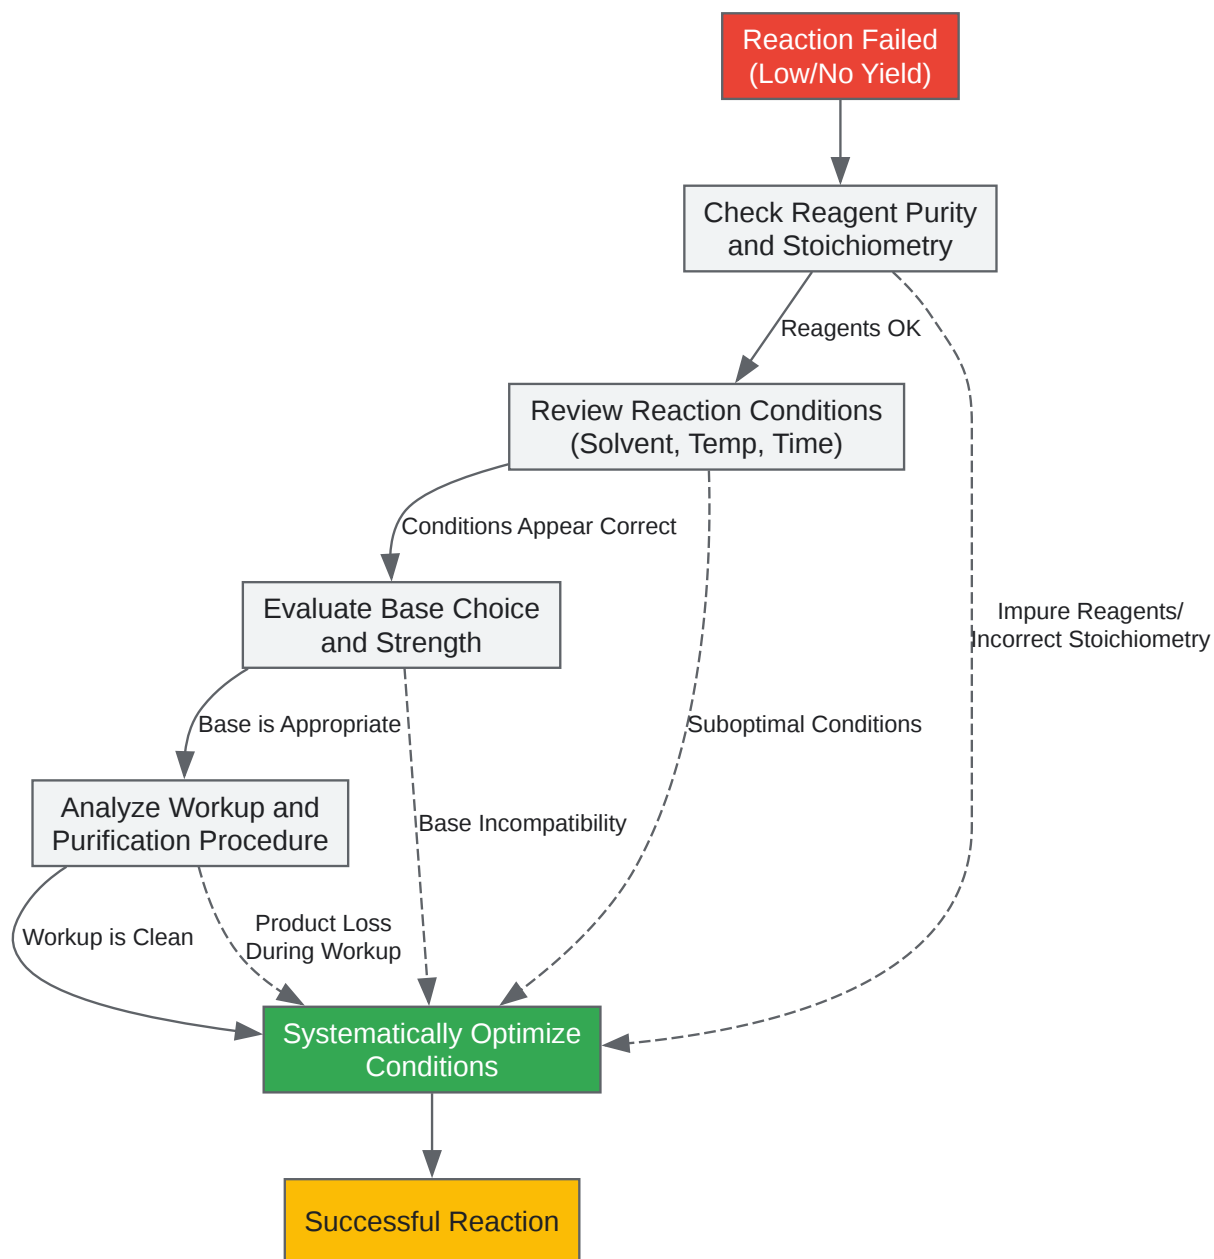 Reaction Failed
(Low/No Yield)
Check Reagent Purity
and Stoichiometry
Reagents OK
Review Reaction Conditions
(Solvent, Temp, Time)
Conditions Appear Correct
Evaluate Base Choice
and Strength
Impure Reagents/
Incorrect Stoichiometry
Base is Appropriate
Suboptimal Conditions
Analyze Workup and
Purification Procedure
Base Incompatibility
Workup is Clean
Product Loss
During Workup
Systematically Optimize
Conditions
Successful Reaction